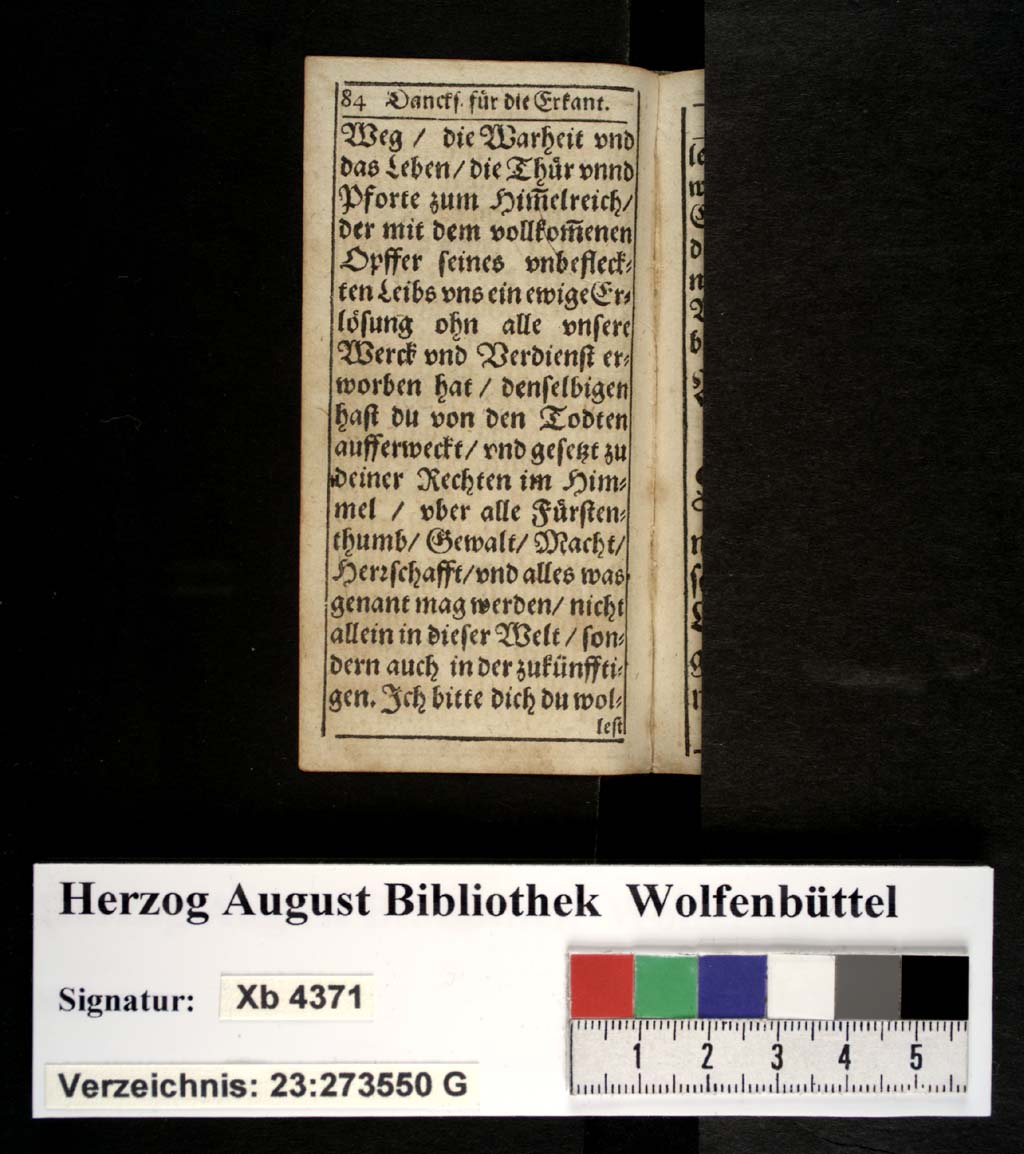 84 Dancks. für die Erkant.
Weg / die Warheit vnd
das Leben / die Thür vnnd
Pforte zum Him̄elreich /
der mit dem vollkom̄enen
Opffer seines vnbefleck-
ten Leibs vns ein ewige Er-
lösung ohn alle vnsere
Werck vnd Verdienst er-
worben hat / denselbigen
hast du von den Todten
aufferweckt / vnd gesetzt zu
deiner Rechten im Him-
mel / vber alle Fürsten-
thumb / Gewalt / Macht /
Herrschafft / vnd alles was
genant mag werden / nicht
allein in dieser Welt / son-
dern auch in der zukünffti-
gen. Ich bitte dich du wol-
lest
Herzog August Bibliothek Wolfenbüttel
Signatur: Xb 4371
1 2 3 4 5
Verzeichnis: 23:273550 G